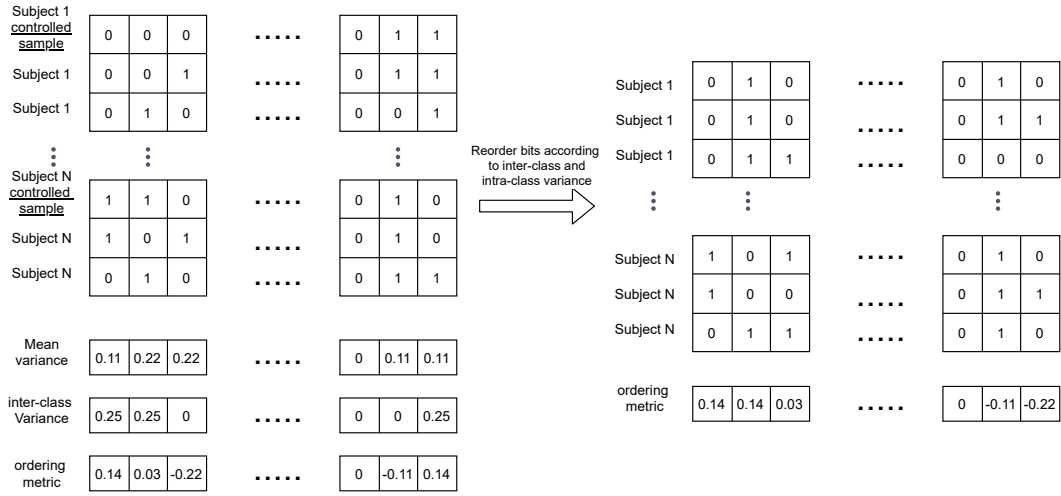 Subject 1
controlled
sample
0 0 0 ..... 0 1 1
Subject 1
0 0 1 ..... 0 1 1
Subject 1
0 1 0 ..... 0 0 1
Subject N
controlled
sample
1 1 0 ..... 0 1 0
Subject N
1 0 1 ..... 0 1 0
Subject N
0 1 0 ..... 0 1 1
Mean
variance
0.11 0.22 0.22 ..... 0 0.11 0.11
inter-class
Variance
0.25 0.25 0 ..... 0 0 0.25
ordering
metric
0.14 0.03 -0.22 ..... 0 -0.11 0.14
Reorder bits according
to inter-class and
intra-class variance
Subject 1
0 1 0 ..... 0 1 0
Subject 1
0 1 0 ..... 0 1 1
Subject 1
0 1 1 ..... 0 0 0
Subject N
1 0 1 ..... 0 1 0
Subject N
1 0 0 ..... 0 1 1
Subject N
0 1 1 ..... 0 1 0
ordering
metric
0.14 0.14 0.03 ..... 0 -0.11 -0.22